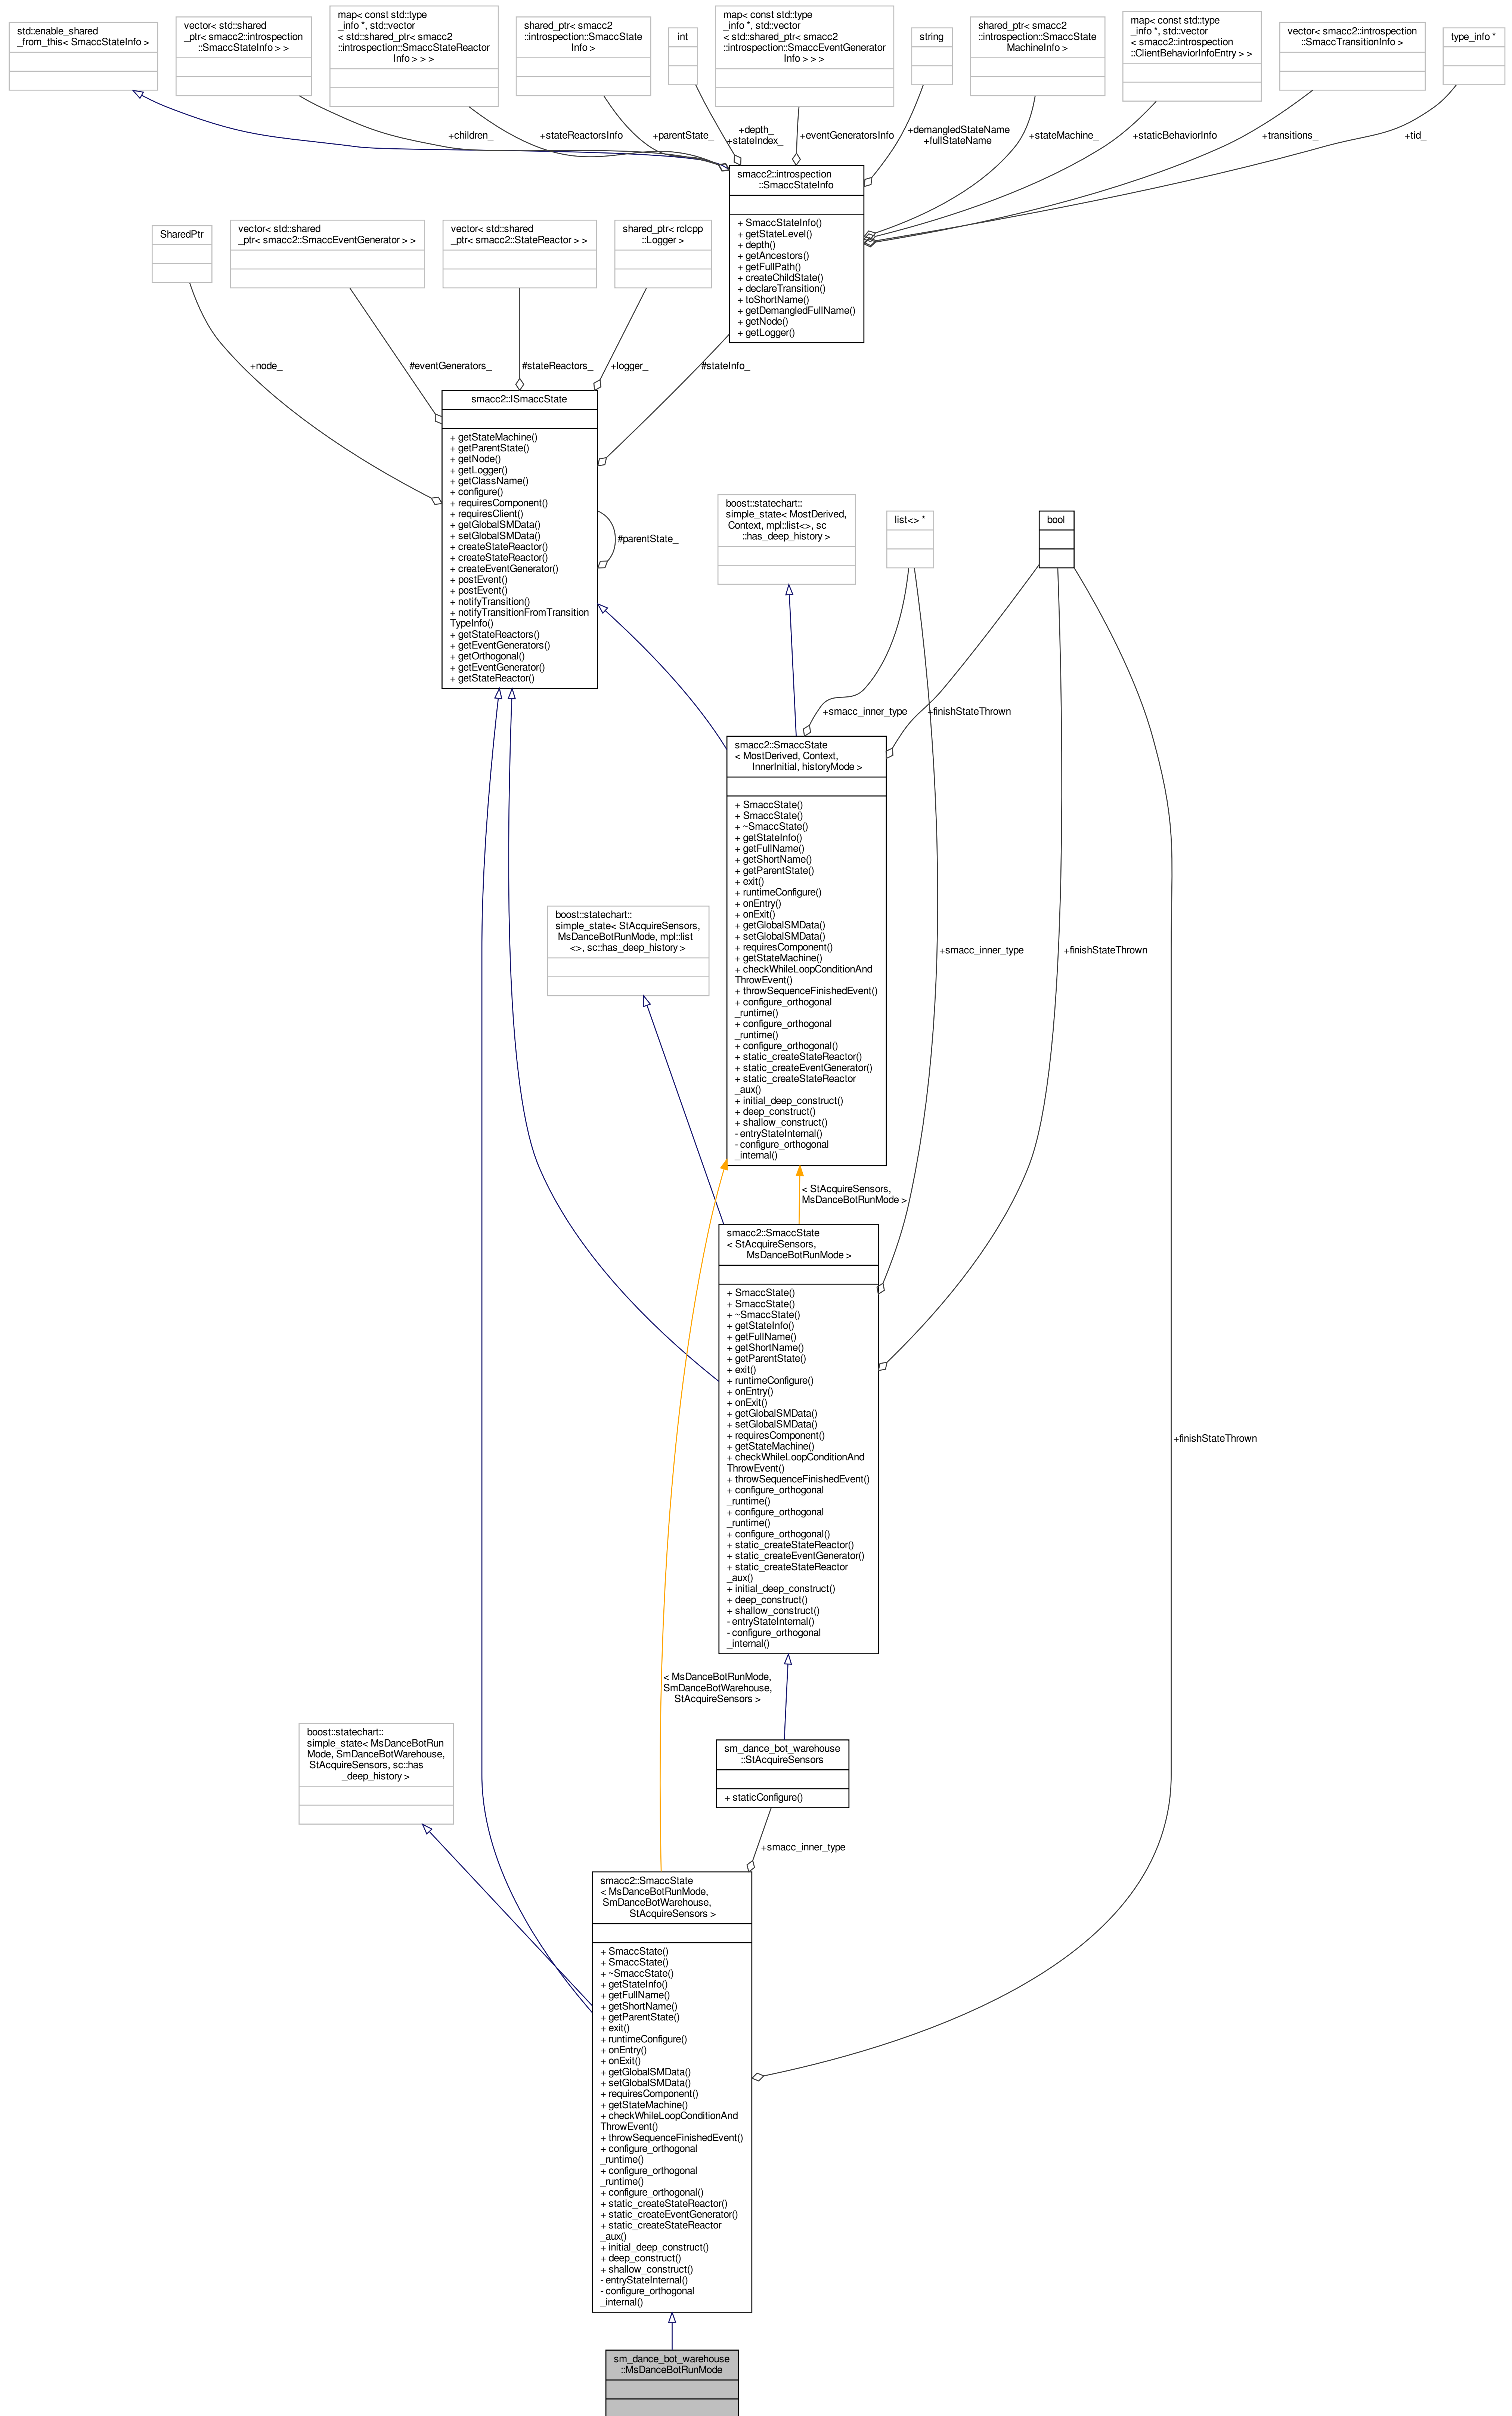 std::enable_shared
_from_this< SmaccStateInfo >
vector< std::shared
_ptr< smacc2::introspection
::SmaccStateInfo > >
map< const std::type
_info *, std::vector
< std::shared_ptr< smacc2
::introspection::SmaccStateReactor
Info > > >
shared_ptr< smacc2
::introspection::SmaccState
Info >
int
map< const std::type
_info *, std::vector
< std::shared_ptr< smacc2
::introspection::SmaccEventGenerator
Info > > >
string
shared_ptr< smacc2
::introspection::SmaccState
MachineInfo >
map< const std::type
_info *, std::vector
< smacc2::introspection
::ClientBehaviorInfoEntry > >
vector< smacc2::introspection
::SmaccTransitionInfo >
type_info *
+children_
+stateReactorsInfo
+parentState_
+depth_
+stateIndex_
+eventGeneratorsInfo
+demangledStateName
+fullStateName
+stateMachine_
+staticBehaviorInfo
+transitions_
+tid_
smacc2::introspection
::SmaccStateInfo
+ SmaccStateInfo()
+ getStateLevel()
+ depth()
+ getAncestors()
+ getFullPath()
+ createChildState()
+ declareTransition()
+ toShortName()
+ getDemangledFullName()
+ getNode()
+ getLogger()
SharedPtr
vector< std::shared
_ptr< smacc2::SmaccEventGenerator > >
vector< std::shared
_ptr< smacc2::StateReactor > >
shared_ptr< rclcpp
::Logger >
+node_
#eventGenerators_
#stateReactors_
+logger_
#stateInfo_
smacc2::ISmaccState
+ getStateMachine()
+ getParentState()
+ getNode()
+ getLogger()
+ getClassName()
+ configure()
+ requiresComponent()
+ requiresClient()
+ getGlobalSMData()
+ setGlobalSMData()
+ createStateReactor()
+ createStateReactor()
+ createEventGenerator()
+ postEvent()
+ postEvent()
+ notifyTransition()
+ notifyTransitionFromTransition
TypeInfo()
+ getStateReactors()
+ getEventGenerators()
+ getOrthogonal()
+ getEventGenerator()
+ getStateReactor()
#parentState_
boost::statechart::
simple_state< MostDerived,
Context, mpl::list<>, sc
::has_deep_history >
list<> *
bool
+smacc_inner_type
+finishStateThrown
smacc2::SmaccState
< MostDerived, Context,
InnerInitial, historyMode >
+ SmaccState()
+ SmaccState()
+ ~SmaccState()
+ getStateInfo()
+ getFullName()
+ getShortName()
+ getParentState()
+ exit()
+ runtimeConfigure()
+ onEntry()
+ onExit()
+ getGlobalSMData()
+ setGlobalSMData()
+ requiresComponent()
+ getStateMachine()
+ checkWhileLoopConditionAnd
ThrowEvent()
+ throwSequenceFinishedEvent()
+ configure_orthogonal
_runtime()
+ configure_orthogonal
_runtime()
+ configure_orthogonal()
+ static_createStateReactor()
+ static_createEventGenerator()
+ static_createStateReactor
_aux()
+ initial_deep_construct()
+ deep_construct()
+ shallow_construct()
- entryStateInternal()
- configure_orthogonal
_internal()
boost::statechart::
simple_state< StAcquireSensors,
MsDanceBotRunMode, mpl::list
<>, sc::has_deep_history >
+smacc_inner_type
+finishStateThrown
< StAcquireSensors,
MsDanceBotRunMode >
smacc2::SmaccState
< StAcquireSensors,
MsDanceBotRunMode >
+ SmaccState()
+ SmaccState()
+ ~SmaccState()
+ getStateInfo()
+ getFullName()
+ getShortName()
+ getParentState()
+ exit()
+ runtimeConfigure()
+ onEntry()
+ onExit()
+ getGlobalSMData()
+ setGlobalSMData()
+ requiresComponent()
+ getStateMachine()
+ checkWhileLoopConditionAnd
ThrowEvent()
+ throwSequenceFinishedEvent()
+ configure_orthogonal
_runtime()
+ configure_orthogonal
_runtime()
+ configure_orthogonal()
+ static_createStateReactor()
+ static_createEventGenerator()
+ static_createStateReactor
_aux()
+ initial_deep_construct()
+ deep_construct()
+ shallow_construct()
- entryStateInternal()
- configure_orthogonal
_internal()
+finishStateThrown
< MsDanceBotRunMode,
SmDanceBotWarehouse,
StAcquireSensors >
boost::statechart::
simple_state< MsDanceBotRun
Mode, SmDanceBotWarehouse,
StAcquireSensors, sc::has
_deep_history >
sm_dance_bot_warehouse
::StAcquireSensors
+ staticConfigure()
+smacc_inner_type
smacc2::SmaccState
< MsDanceBotRunMode,
SmDanceBotWarehouse,
StAcquireSensors >
+ SmaccState()
+ SmaccState()
+ ~SmaccState()
+ getStateInfo()
+ getFullName()
+ getShortName()
+ getParentState()
+ exit()
+ runtimeConfigure()
+ onEntry()
+ onExit()
+ getGlobalSMData()
+ setGlobalSMData()
+ requiresComponent()
+ getStateMachine()
+ checkWhileLoopConditionAnd
ThrowEvent()
+ throwSequenceFinishedEvent()
+ configure_orthogonal
_runtime()
+ configure_orthogonal
_runtime()
+ configure_orthogonal()
+ static_createStateReactor()
+ static_createEventGenerator()
+ static_createStateReactor
_aux()
+ initial_deep_construct()
+ deep_construct()
+ shallow_construct()
- entryStateInternal()
- configure_orthogonal
_internal()
sm_dance_bot_warehouse
::MsDanceBotRunMode